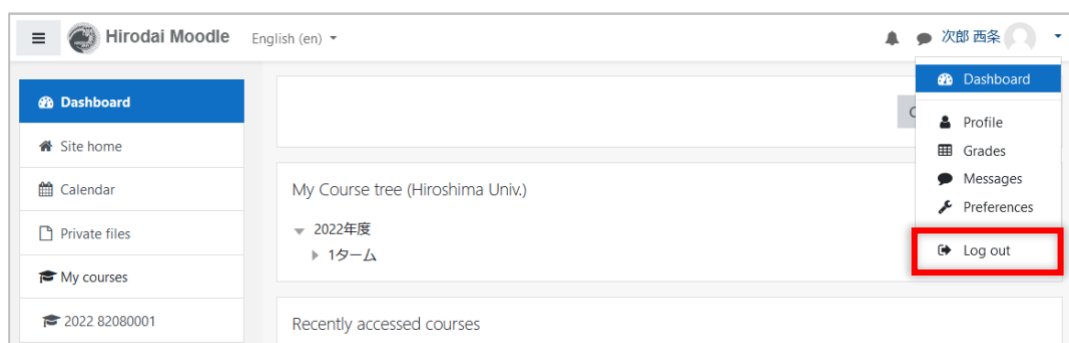 Hirodai Moodle English (en) 次郎 西条
Dashboard
Site home
Calendar
Private files
My courses
2022 82080001
C
My Course tree (Hiroshima Univ.)
2022年度
1ターム
Recently accessed courses
Dashboard
Profile
Grades
Messages
Preferences
Log out